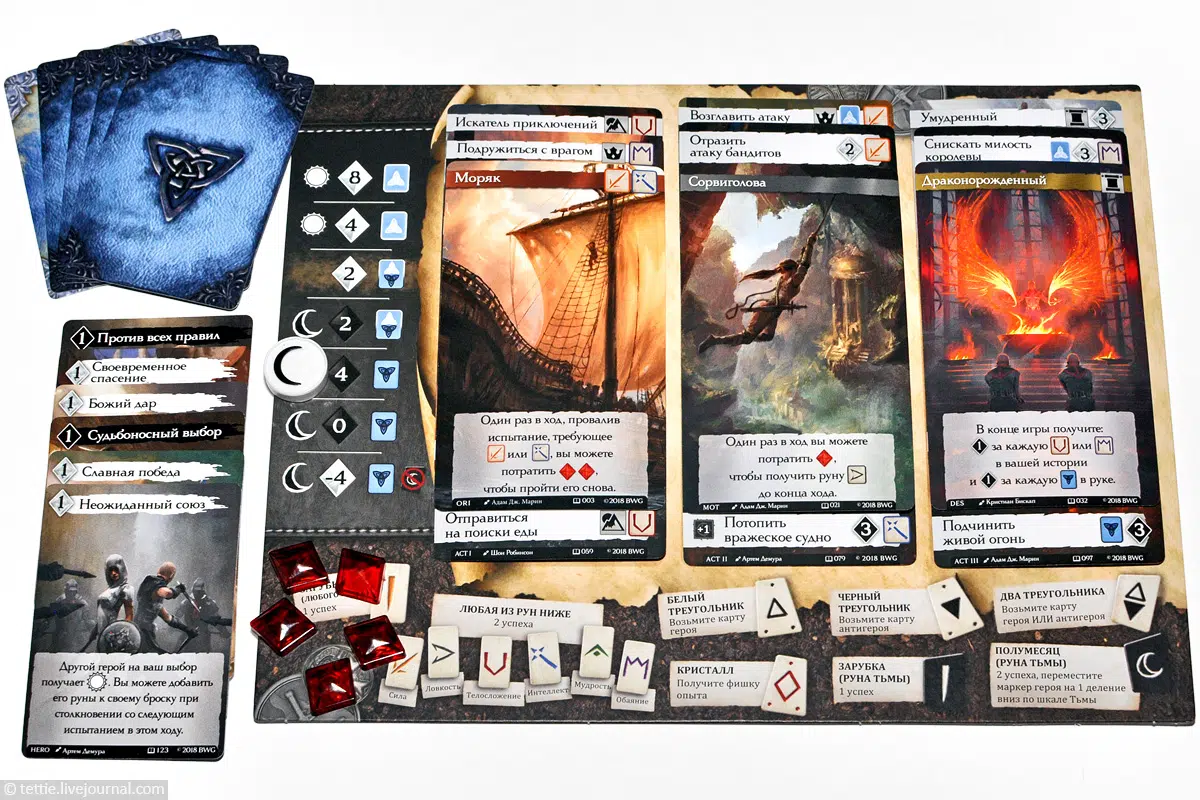 Искатель приключений
Подружиться с врагом
Моряк
Один раз в ход, провалив
испытание, требующее
или , вы можете
потратить ,
чтобы пройти его снова.
ORI Адам Дж. Марин 003 ©2018 BWG
Отправиться
на поиски еды
ACT I Шон Робинсон 059 ©2018 BWG
Возглавить атаку
Отразить
атаку бандитов
2
Сорвиголова
Один раз в ход вы можете
потратить ,
чтобы получить руну
до конца хода.
MOT Адам Дж. Марин 021 ©2018 BWG
+1 Потопить
вражеское судно 3
ACT II Артем Демура 079 ©2018 BWG
Умудренный 3
Снискать милость
королевы 3
Драконорожденный
В конце игры получите:
1 за каждую или
в вашей истории
и 1 за каждую в руке.
DES Кристиан Бискап 032 ©2018 BWG
Подчинить
живой огонь 3
ACT III Адам Дж. Марин 097 ©2018 BWG
8
4
2
2
4
0
-4
1 Против всех правил
1 Своевременное
спасение
1 Божий дар
1 Судьбоносный выбор
1 Славная победа
1 Неожиданный союз
Другой герой на ваш выбор
получает . Вы можете добавить
его руны к своему броску при
столкновении со следующим
испытанием в этом ходу.
HERO Артем Демура 123 ©2018 BWG
1 успех
ЛЮБАЯ ИЗ РУН НИЖЕ
2 успеха
Сила
Ловкость
Телосложение
Интеллект
Мудрость
Обаяние
БЕЛЫЙ
ТРЕУГОЛЬНИК
Возьмите карту
героя
ЧЕРНЫЙ
ТРЕУГОЛЬНИК
Возьмите карту
антигероя
ДВА ТРЕУГОЛЬНИКА
Возьмите карту
героя ИЛИ антигероя
КРИСТАЛЛ
Получите фишку
опыта
ЗАРУБКА
(РУНА ТЬМЫ)
1 успех
ПОЛУМЕСЯЦ
(РУНА ТЬМЫ)
2 успеха, переместите
маркер героя на 1 деление
вниз по шкале Тьмы
© tettie.livejournal.com